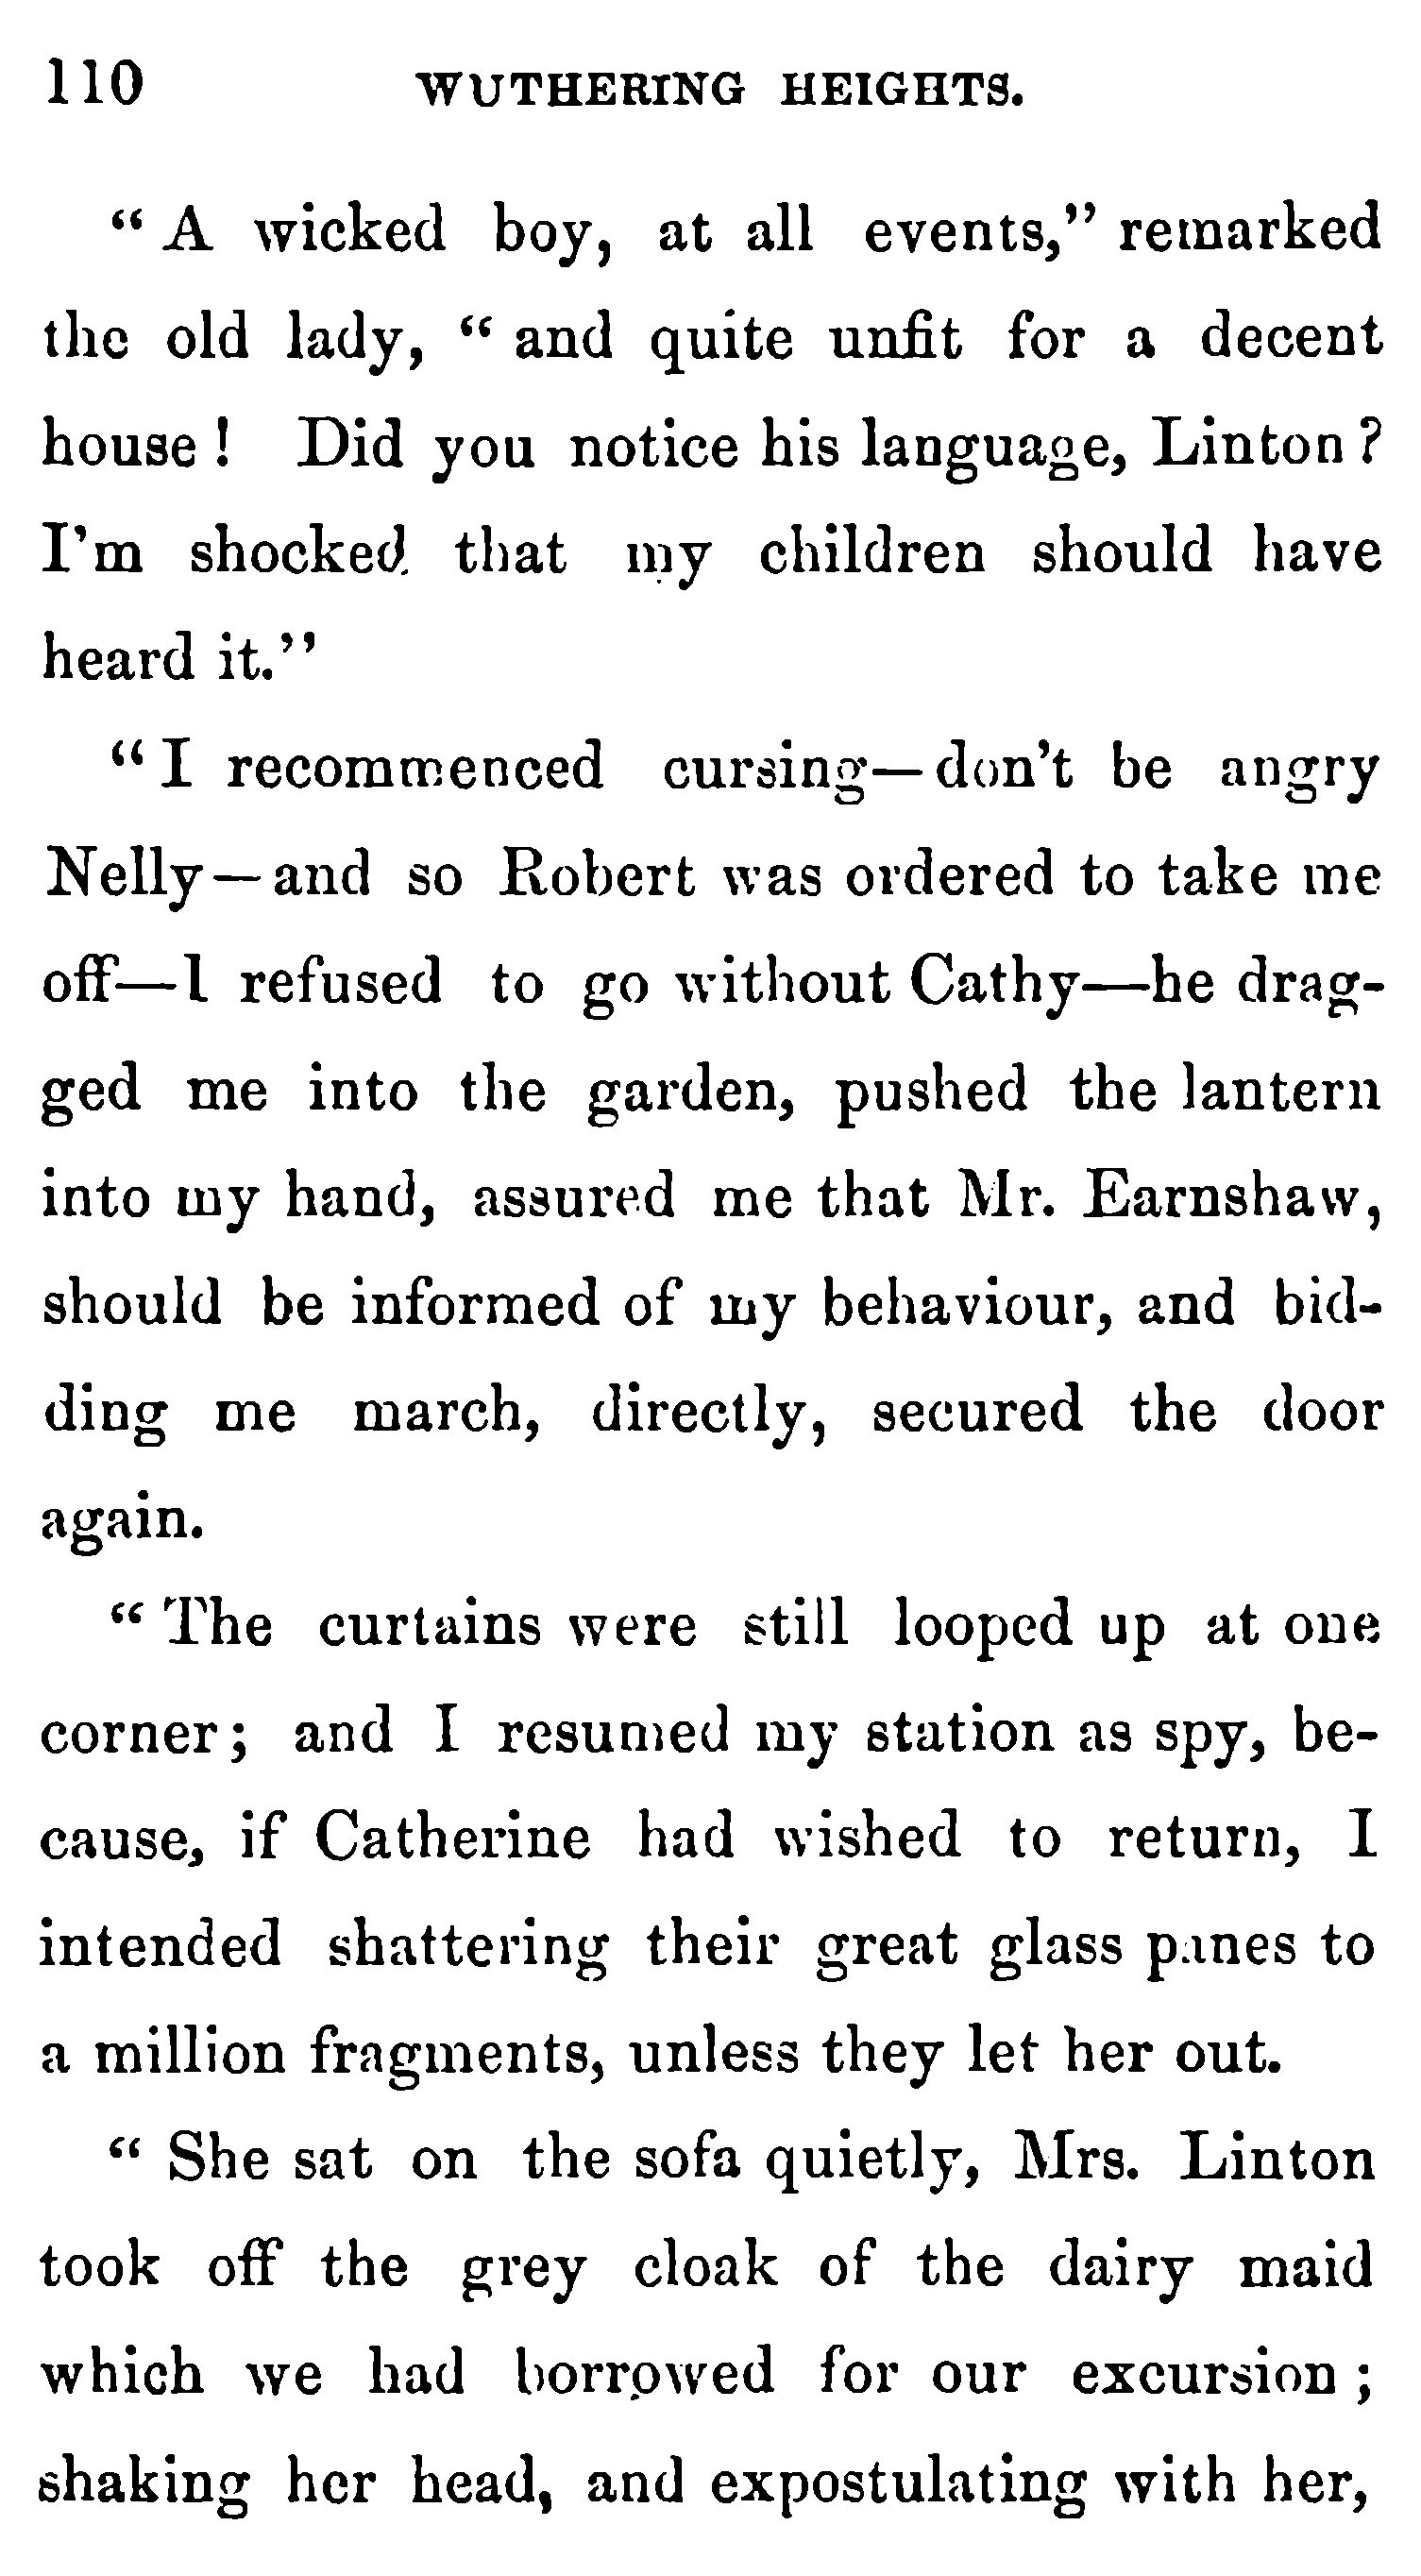 110 WUTHERING HEIGHTS.
“ A wicked boy, at all events,” remarked
the old lady, “ and quite unfit for a decent
house ! Did you notice his language, Linton ?
I’m shocked that my children should have
heard it.”
“ I recommenced cursing—don’t be angry
Nelly—and so Robert was ordered to take me
off—I refused to go without Cathy—he drag-
ged me into the garden, pushed the lantern
into my hand, assured me that Mr. Earnshaw,
should be informed of my behaviour, and bid-
ding me march, directly, secured the door
again.
“ The curtains were still looped up at one
corner ; and I resumed my station as spy, be-
cause, if Catherine had wished to return, I
intended shattering their great glass panes to
a million fragments, unless they let her out.
“ She sat on the sofa quietly, Mrs. Linton
took off the grey cloak of the dairy maid
which we had borrowed for our excursion ;
shaking her head, and expostulating with her,